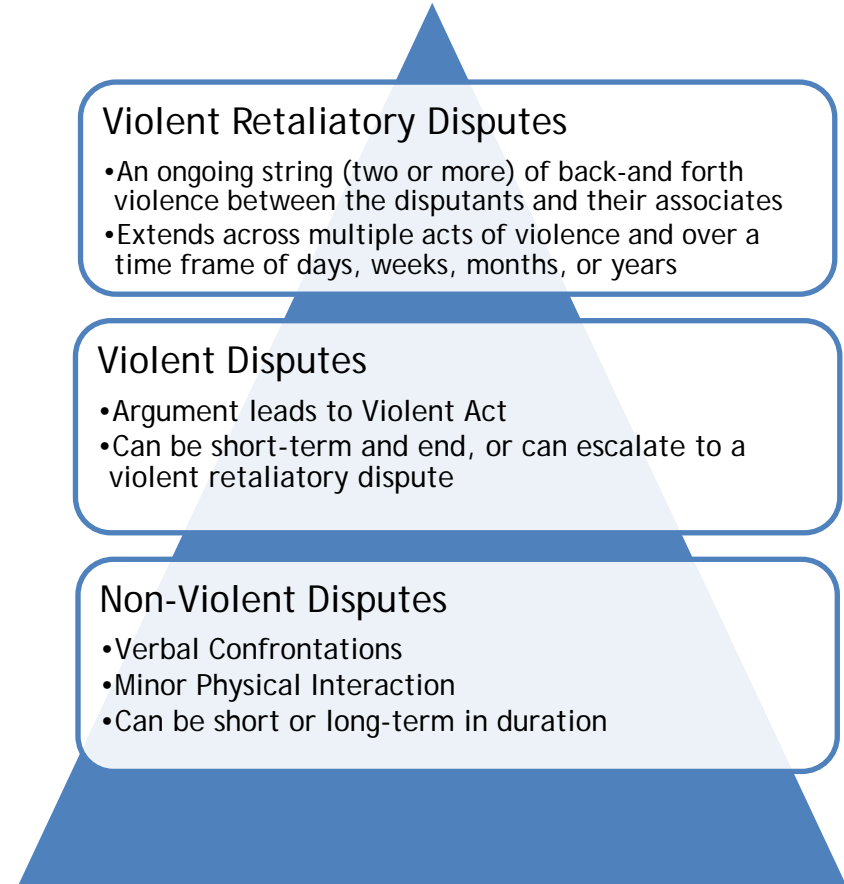 Violent Retaliatory Disputes
•An ongoing string (two or more) of back-and forth
violence between the disputants and their associates
•Extends across multiple acts of violence and over a
time frame of days, weeks, months, or years
Violent Disputes
•Argument leads to Violent Act
•Can be short-term and end, or can escalate to a
violent retaliatory dispute
Non-Violent Disputes
•Verbal Confrontations
•Minor Physical Interaction
•Can be short or long-term in duration